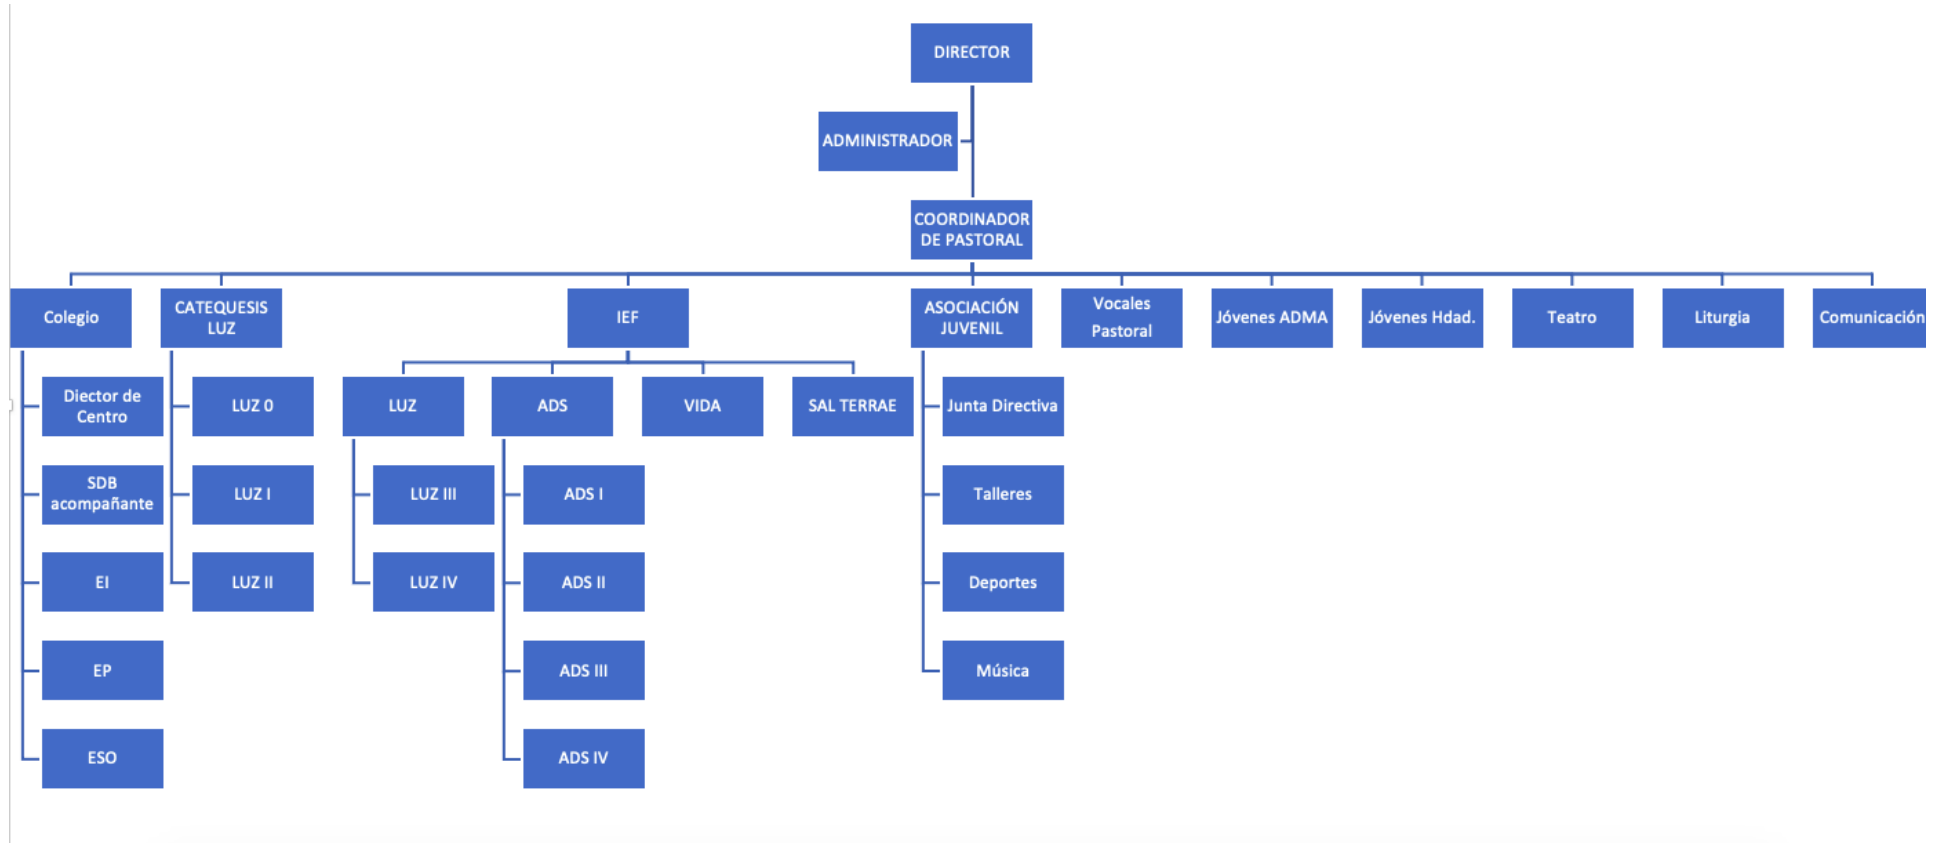 DIRECTOR
ADMINISTRADOR
COORDINADOR
DE PASTORAL
Colegio
CATEQUESIS
LUZ
IEF
ASOCIACIÓN
JUVENIL
Vocales
Pastoral
Jóvenes ADMA
Jóvenes Hdad.
Teatro
Liturgia
Comunicación
Diector de
Centro
LUZ 0
LUZ
ADS
VIDA
SAL TERRAE
Junta Directiva
SDB
acompañante
LUZ I
LUZ III
ADS I
Talleres
EI
LUZ II
LUZ IV
ADS II
Deportes
EP
ADS III
Música
ESO
ADS IV